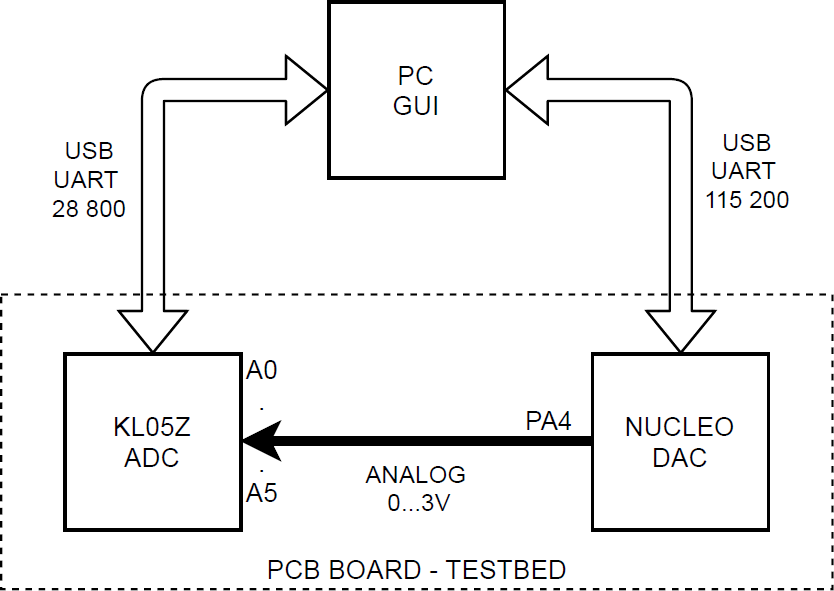 PC
GUI
USB
UART
28 800
USB
UART
115 200
A0
.
KL05Z
ADC
.
A5
PA4
ANALOG
0...3V
NUCLEO
DAC
PCB BOARD - TESTBED